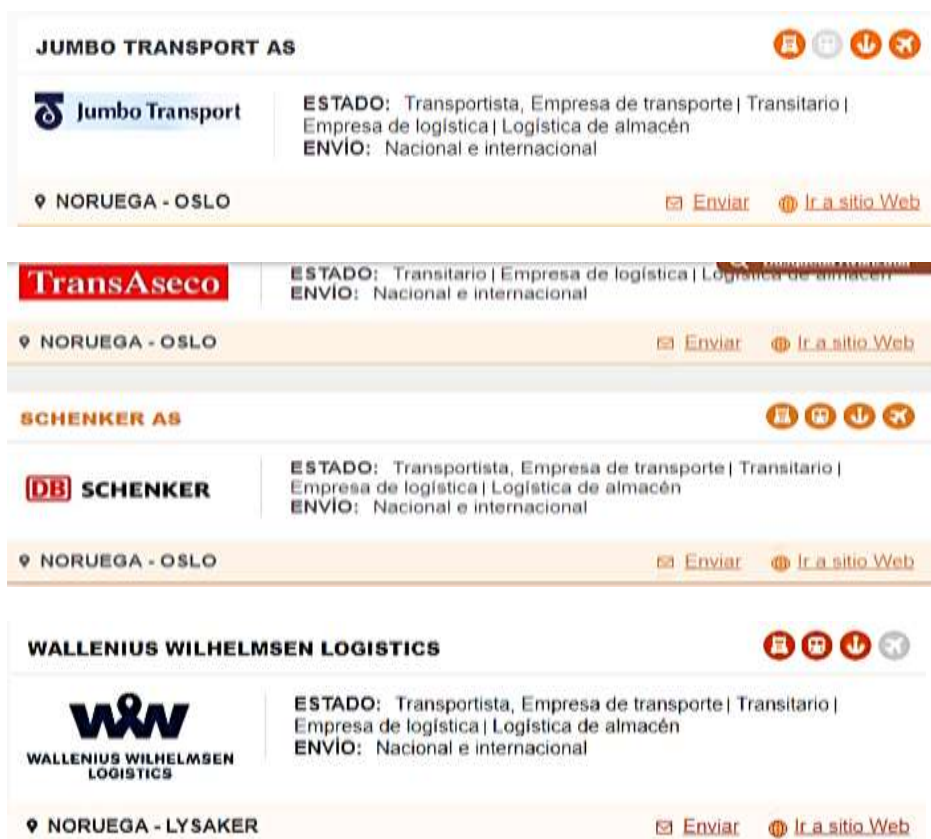 JUMBO TRANSPORT AS
Jumbo Transport
ESTADO: Transportista, Empresa de transporte | Transitario |
Empresa de logística | Logística de almacén
ENVÍO: Nacional e internacional
NORUEGA - OSLO
Enviar
Ir a sitio Web
TransAseco
ESTADO: Transitario | Empresa de logística | Logística de almacén
ENVÍO: Nacional e internacional
NORUEGA - OSLO
Enviar
Ir a sitio Web
SCHENKER AS
DB SCHENKER
ESTADO: Transportista, Empresa de transporte | Transitario |
Empresa de logística | Logística de almacén
ENVÍO: Nacional e internacional
NORUEGA - OSLO
Enviar
Ir a sitio Web
WALLENIUS WILHELMSEN LOGISTICS
WALLENIUS WILHELMSEN
LOGISTICS
ESTADO: Transportista, Empresa de transporte | Transitario |
Empresa de logística | Logística de almacén
ENVÍO: Nacional e internacional
NORUEGA - LYSAKER
Enviar
Ir a sitio Web